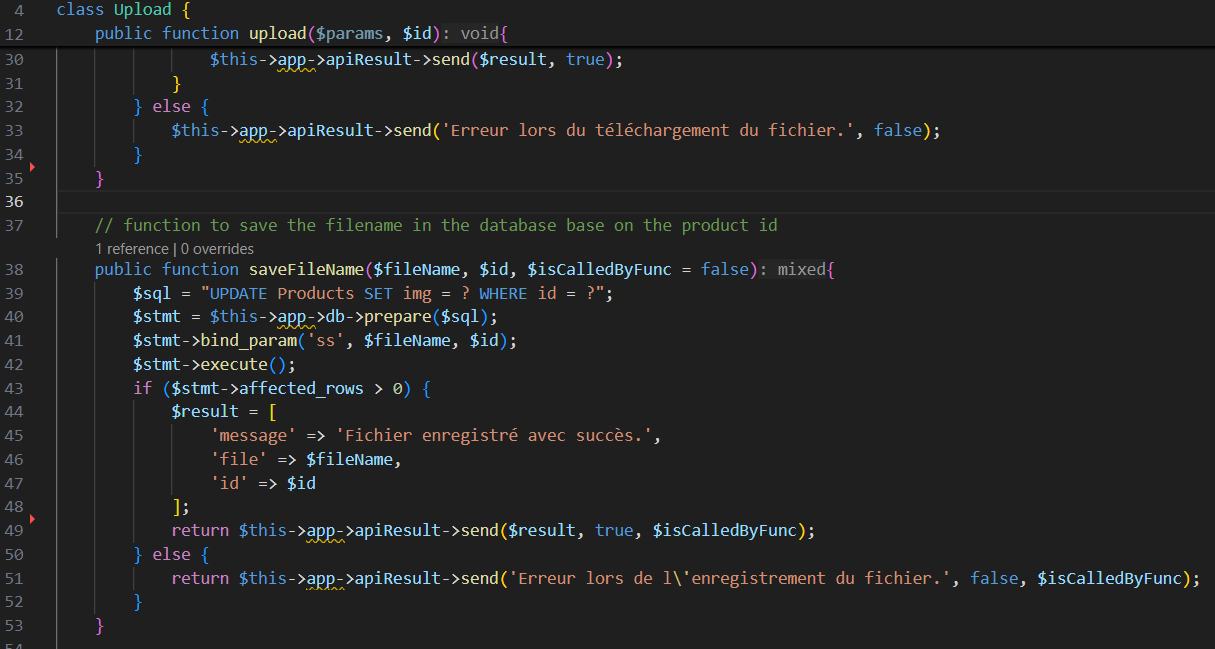 4 class Upload {
12 public function upload($params, $id): void{
30 $this->app->apiResult->send($result, true);
31 }
32 } else {
33 $this->app->apiResult->send('Erreur lors du téléchargement du fichier.', false);
34 }
35 }
36
37 // function to save the filename in the database base on the product id
1 reference | 0 overrides
38 public function saveFileName($fileName, $id, $isCalledByFunc = false): mixed{
39 $sql = "UPDATE Products SET img = ? WHERE id = ?";
40 $stmt = $this->app->db->prepare($sql);
41 $stmt->bind_param('ss', $fileName, $id);
42 $stmt->execute();
43 if ($stmt->affected_rows > 0) {
44 $result = [
45 'message' => 'Fichier enregistré avec succès.',
46 'file' => $fileName,
47 'id' => $id
48 ];
49 return $this->app->apiResult->send($result, true, $isCalledByFunc);
50 } else {
51 return $this->app->apiResult->send('Erreur lors de l\'enregistrement du fichier.', false, $isCalledByFunc);
52 }
53 }
54